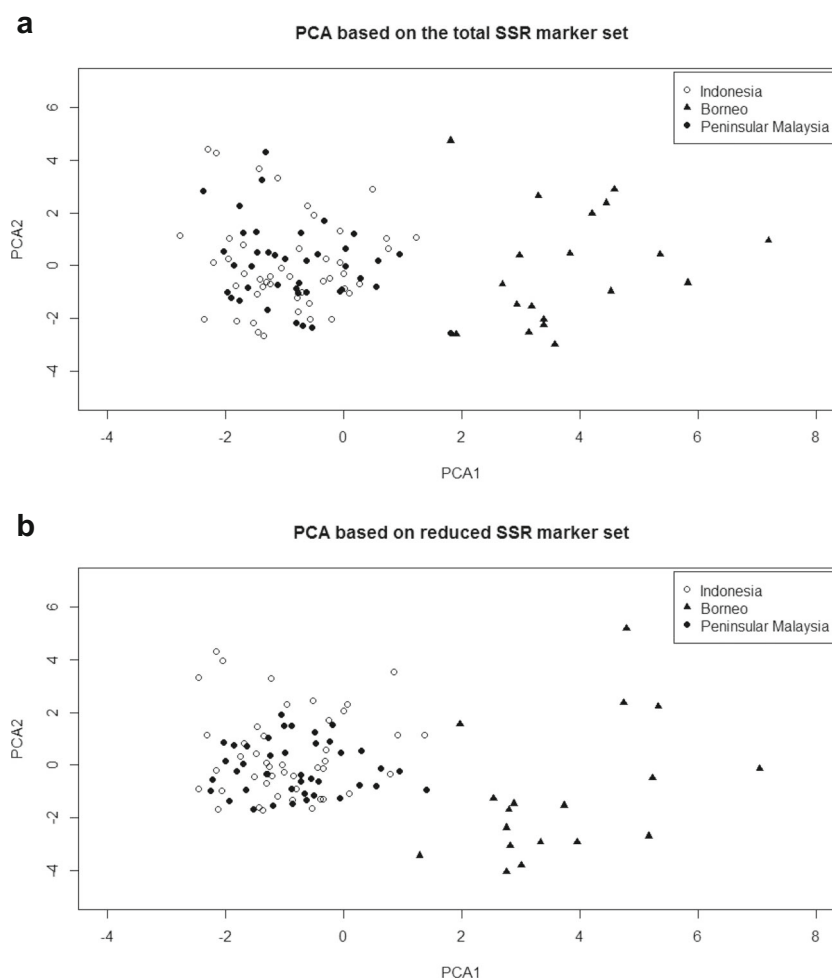 a
PCA based on the total SSR marker set
Indonesia
Borneo
Peninsular Malaysia
6
4
2
0
-2
-4
PCA2
-4 -2 0 2 4 6 8
PCA1
b
PCA based on reduced SSR marker set
Indonesia
Borneo
Peninsular Malaysia
6
4
2
0
-2
-4
PCA2
-4 -2 0 2 4 6 8
PCA1